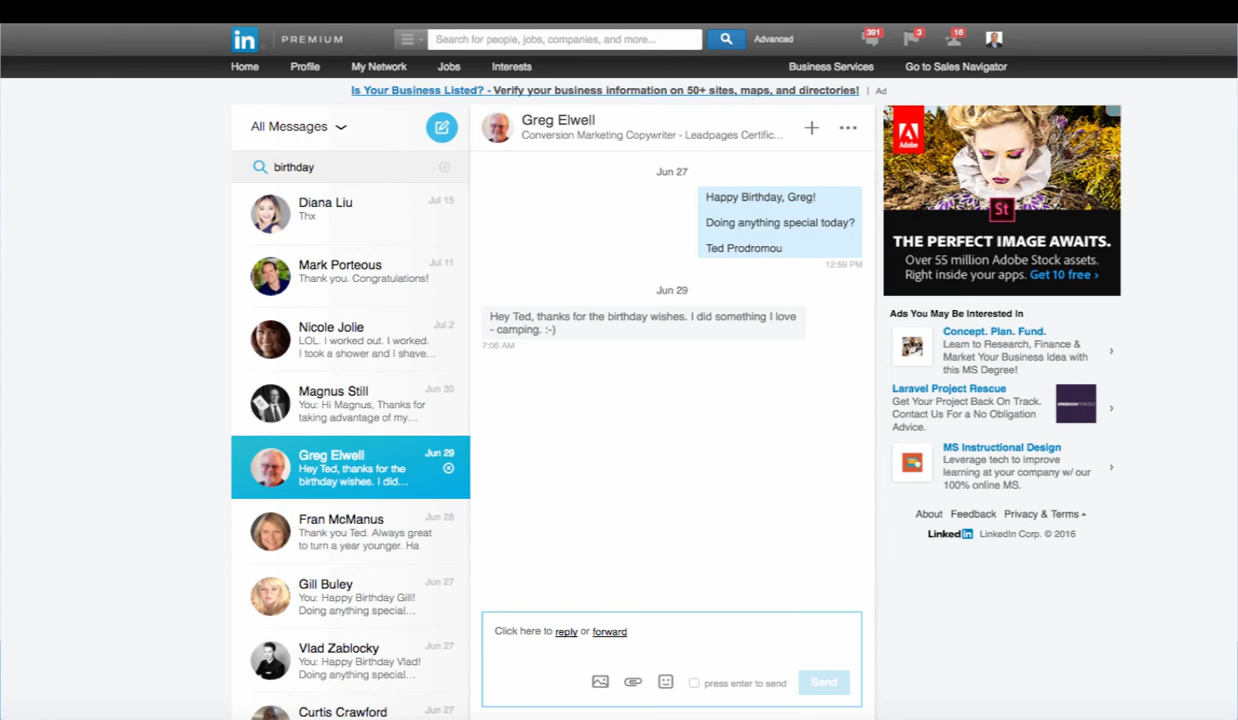 in PREMIUM
Search for people, jobs, companies, and more...
Advanced
391
3
16
Home Profile My Network Jobs Interests Business Services Go to Sales Navigator
Is Your Business Listed? - Verify your business information on 50+ sites, maps, and directories! | Ad
All Messages
birthday
Diana Liu Jul 15
Thx
Mark Porteous Jul 11
Thank you. Congratulations!
Nicole Jolie Jul 2
LOL. I worked out. I worked.
I took a shower and I shave...
Magnus Still Jun 30
You: Hi Magnus, Thanks for
taking advantage of my...
Greg Elwell Jun 29
Hey Ted, thanks for the
birthday wishes. I did...
Fran McManus Jun 28
Thank you Ted. Always great
to turn a year younger. Ha
Gill Buley Jun 27
You: Happy Birthday Gill!
Doing anything special...
Vlad Zablocky Jun 27
You: Happy Birthday Vlad!
Doing anything special...
Curtis Crawford Jun 27
Greg Elwell
Conversion Marketing Copywriter - Leadpages Certific...
Jun 27
Happy Birthday, Greg!
Doing anything special today?
Ted Prodromou
12:59 PM
Jun 29
Hey Ted, thanks for the birthday wishes. I did something I love
- camping. :-)
7:06 AM
Click here to reply or forward
press enter to send
Send
Adobe
St
THE PERFECT IMAGE AWAITS.
Over 55 million Adobe Stock assets.
Right inside your apps. Get 10 free ›
Ads You May Be Interested In
Concept. Plan. Fund.
Learn to Research, Finance &
Market Your Business Idea with
this MS Degree!
Laravel Project Rescue
Get Your Project Back On Track.
Contact Us For a No Obligation
Advice.
MS Instructional Design
Leverage tech to improve
learning at your company w/ our
100% online MS.
About Feedback Privacy & Terms
Linked in LinkedIn Corp. © 2016